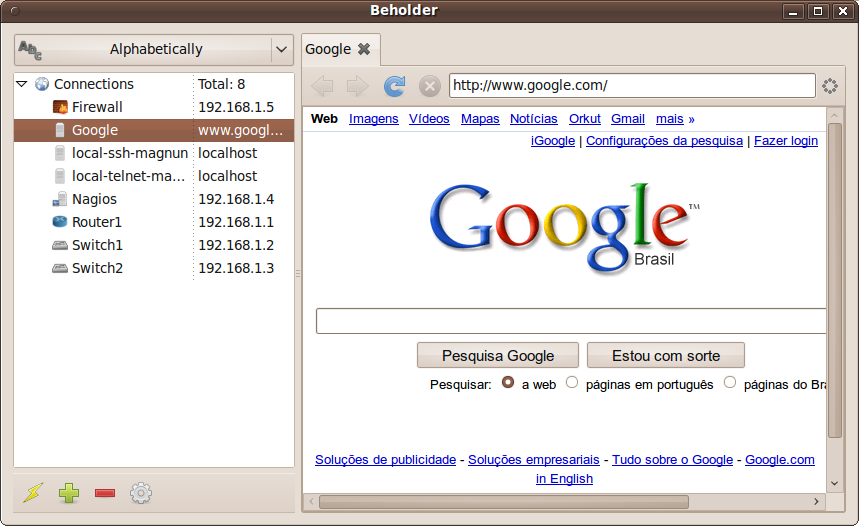 Beholder
Abc Alphabetically
Connections Total: 8
Firewall 192.168.1.5
Google www.googl...
local-ssh-magnun localhost
local-telnet-ma... localhost
Nagios 192.168.1.4
Router1 192.168.1.1
Switch1 192.168.1.2
Switch2 192.168.1.3
Google
http://www.google.com/
Web Imagens Vídeos Mapas Notícias Orkut Gmail mais »
iGoogle | Configurações da pesquisa | Fazer login
Google™
Brasil
Pesquisa Google Estou com sorte
Pesquisar: a web páginas em português páginas do Bra
Soluções de publicidade - Soluções empresariais - Tudo sobre o Google - Google.com
in English